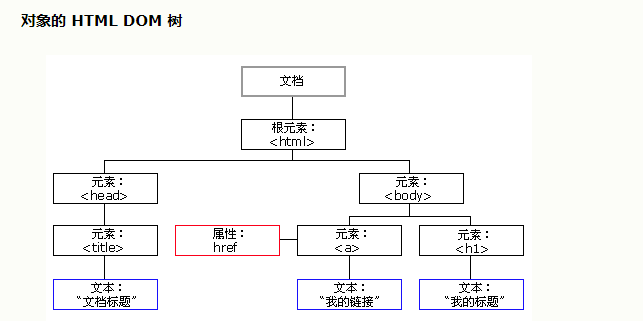 对象的 HTML DOM 树
文档
根元素：
<html>
元素：
<head>
元素：
<body>
元素：
<title>
属性：
href
元素：
<a>
元素：
<h1>
文本：
“文档标题”
文本：
“我的链接”
文本：
“我的标题”